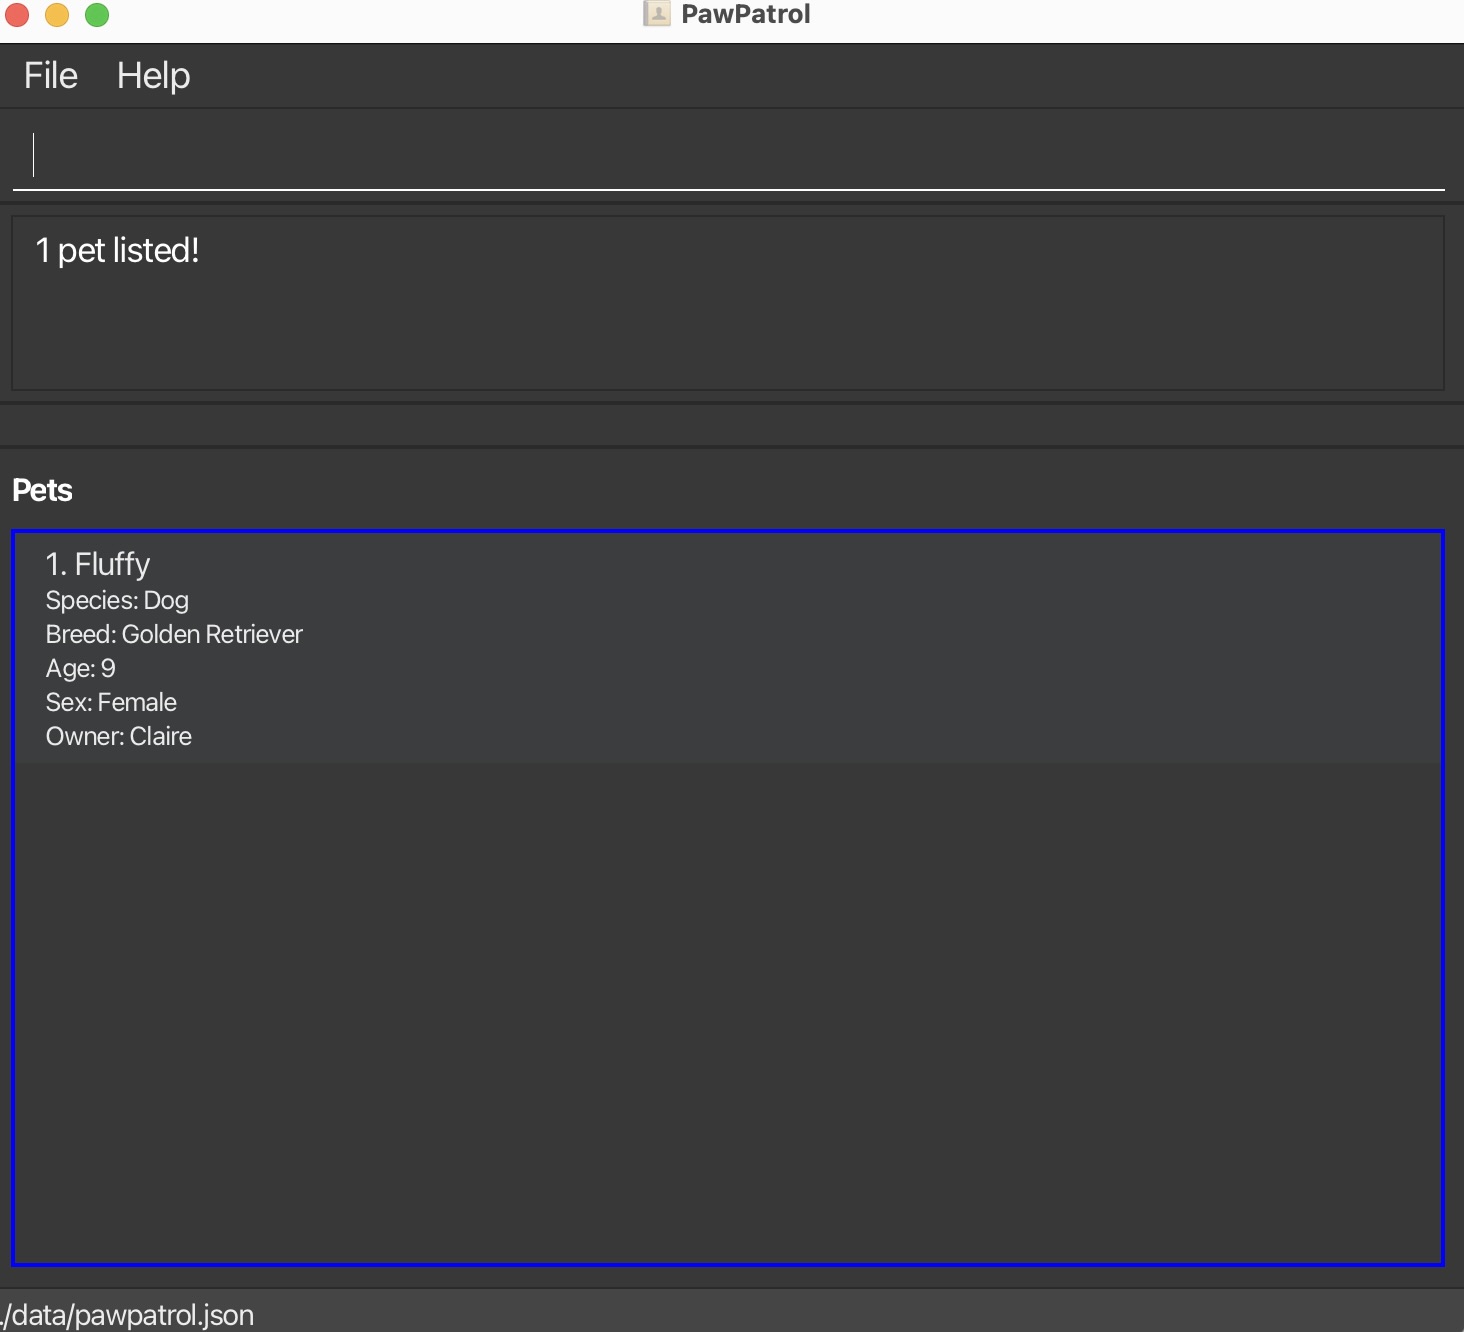 PawPatrol
File Help
1 pet listed!
Pets
1. Fluffy
Species: Dog
Breed: Golden Retriever
Age: 9
Sex: Female
Owner: Claire
./data/pawpatrol.json